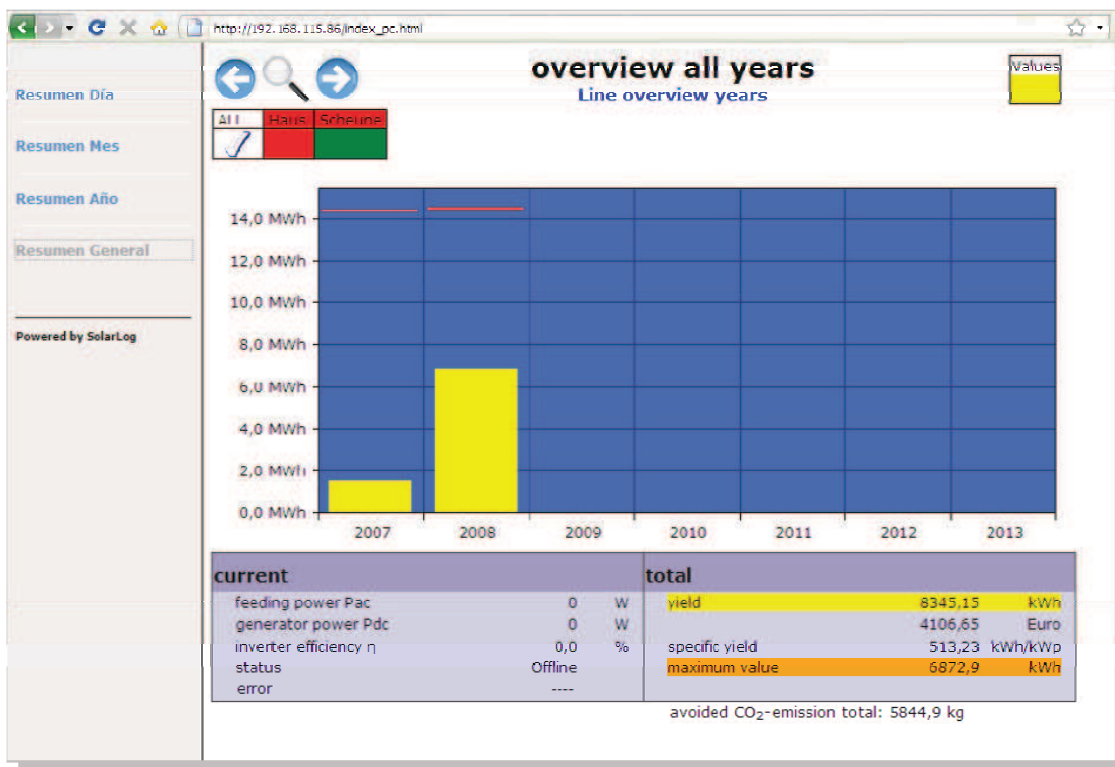 http://192.168.115.86/index_pc.html
Resumen Día
Resumen Mes
Resumen Año
Resumen General
Powered by SolarLog
overview all years
Line overview years
Values
ALL Haus Scheune
14,0 MWh
12,0 MWh
10,0 MWh
8,0 MWh
6,0 MWh
4,0 MWh
2,0 MWh
0,0 MWh
2007 2008 2009 2010 2011 2012 2013
current total
feeding power Pac 0 W yield 8345,15 kWh
generator power Pdc 0 W 4106,65 Euro
inverter efficiency η 0,0 % specific yield 513,23 kWh/kWp
status Offline maximum value 6872,9 kWh
error ----
avoided CO₂-emission total: 5844,9 kg